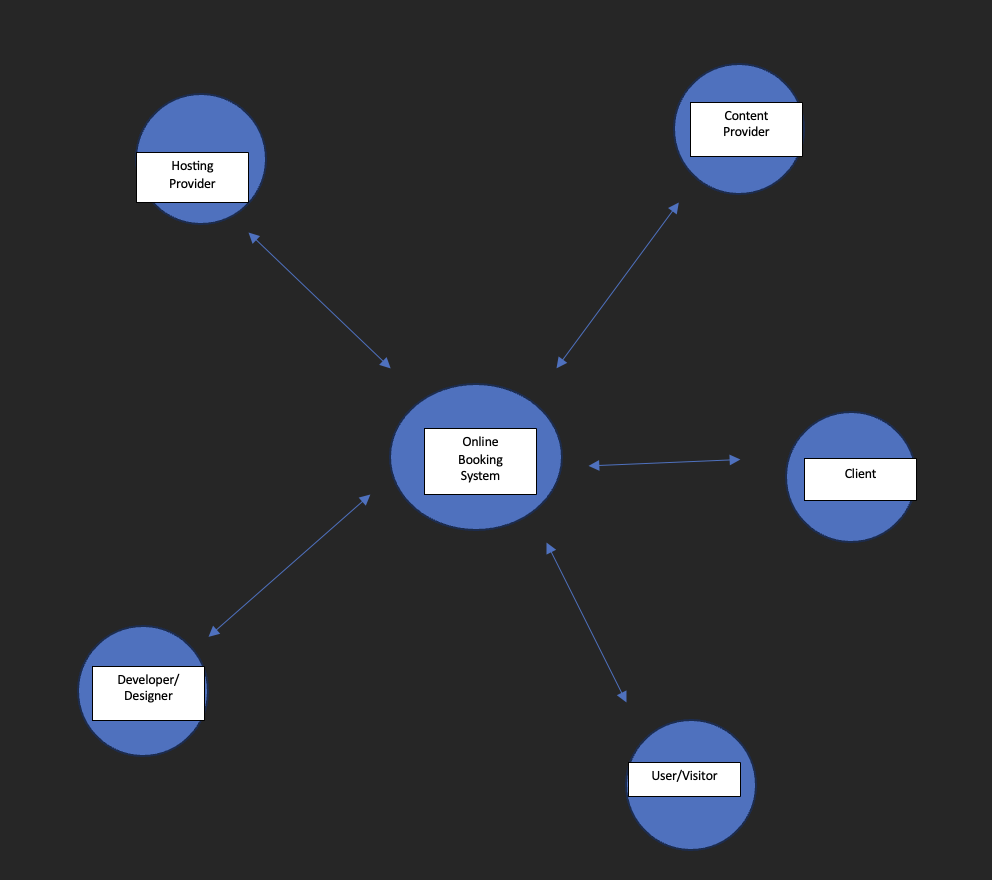 Content
Provider
Hosting
Provider
Online
Booking
System
Client
Developer/
Designer
User/Visitor